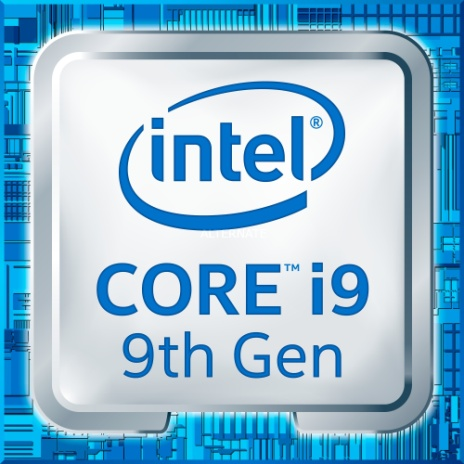 intel®
CORE™ i9
9th Gen